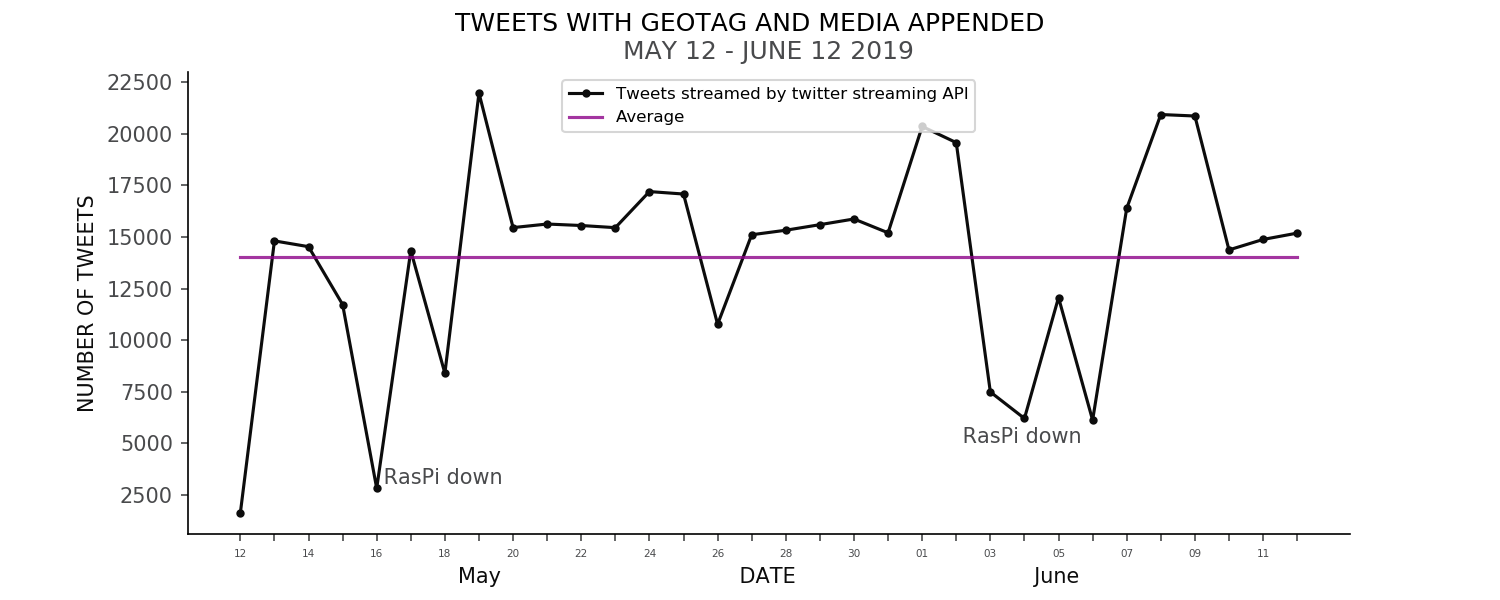 TWEETS WITH GEOTAG AND MEDIA APPENDED
MAY 12 - JUNE 12 2019
Tweets streamed by twitter streaming API
Average
NUMBER OF TWEETS
22500
20000
17500
15000
12500
10000
7500
5000
2500
RasPi down
RasPi down
12 14 16 18 20 22 24 26 28 30 01 03 05 07 09 11
May DATE June